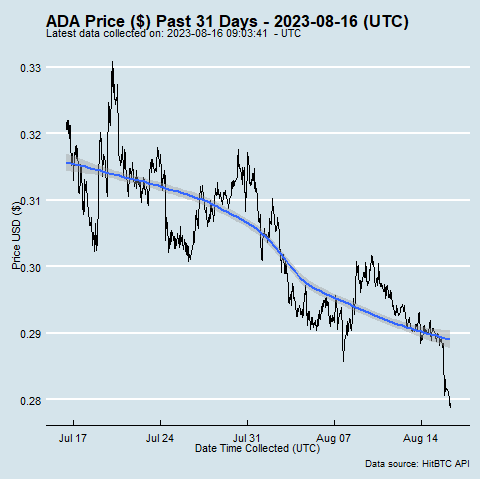 ADA Price ($) Past 31 Days - 2023-08-16 (UTC)
Latest data collected on: 2023-08-16 09:03:41 - UTC
Price USD ($)
0.33
0.32
0.31
0.30
0.29
0.28
Jul 17 Jul 24 Jul 31 Aug 07 Aug 14
Date Time Collected (UTC)
Data source: HitBTC API